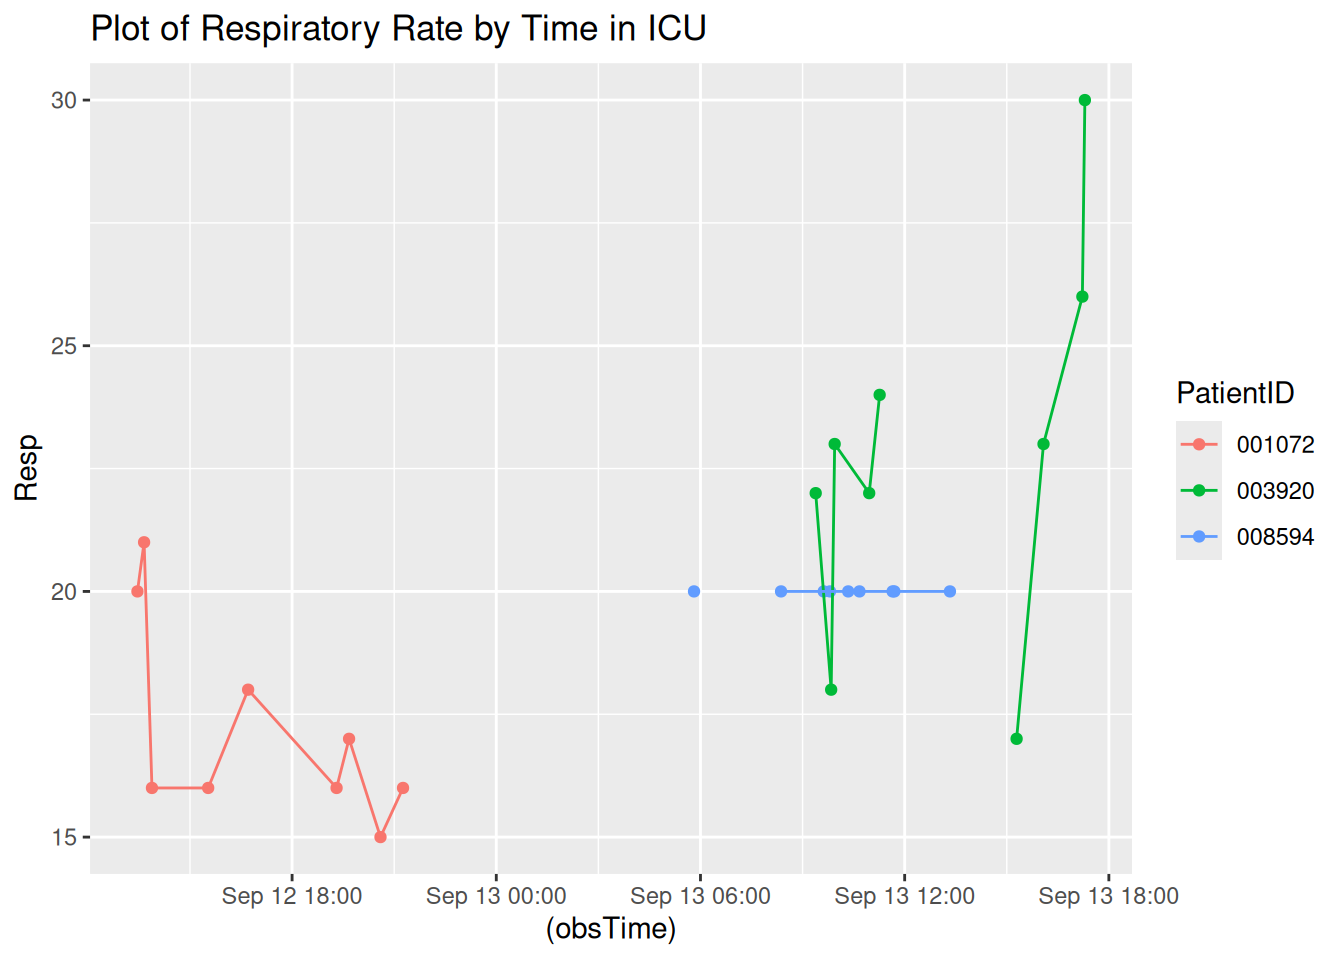 Plot of Respiratory Rate by Time in ICU
30
25
20
15
Resp
Sep 12 18:00
Sep 13 00:00
Sep 13 06:00
Sep 13 12:00
Sep 13 18:00
(obsTime)
PatientID
001072
003920
008594